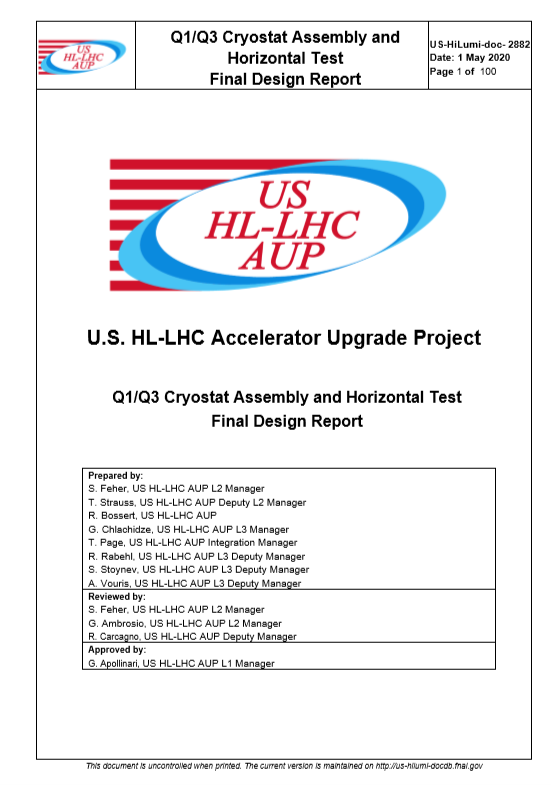 US
HL-LHC
AUP
Q1/Q3 Cryostat Assembly and
Horizontal Test
Final Design Report
US-HiLumi-doc- 2882
Date: 1 May 2020
Page 1 of 100
US
HL-LHC
AUP
U.S. HL-LHC Accelerator Upgrade Project
Q1/Q3 Cryostat Assembly and Horizontal Test
Final Design Report
Prepared by:
S. Feher, US HL-LHC AUP L2 Manager
T. Strauss, US HL-LHC AUP Deputy L2 Manager
R. Bossert, US HL-LHC AUP
G. Chlachidze, US HL-LHC AUP L3 Manager
T. Page, US HL-LHC AUP Integration Manager
R. Rabehl, US HL-LHC AUP L3 Deputy Manager
S. Stoynev, US HL-LHC AUP L3 Deputy Manager
A. Vouris, US HL-LHC AUP L3 Deputy Manager
Reviewed by:
S. Feher, US HL-LHC AUP L2 Manager
G. Ambrosio, US HL-LHC AUP L2 Manager
R. Carcagno, US HL-LHC AUP Deputy Manager
Approved by:
G. Apollinari, US HL-LHC AUP L1 Manager
This document is uncontrolled when printed. The current version is maintained on http://us-hilumi-docdb.fnal.gov